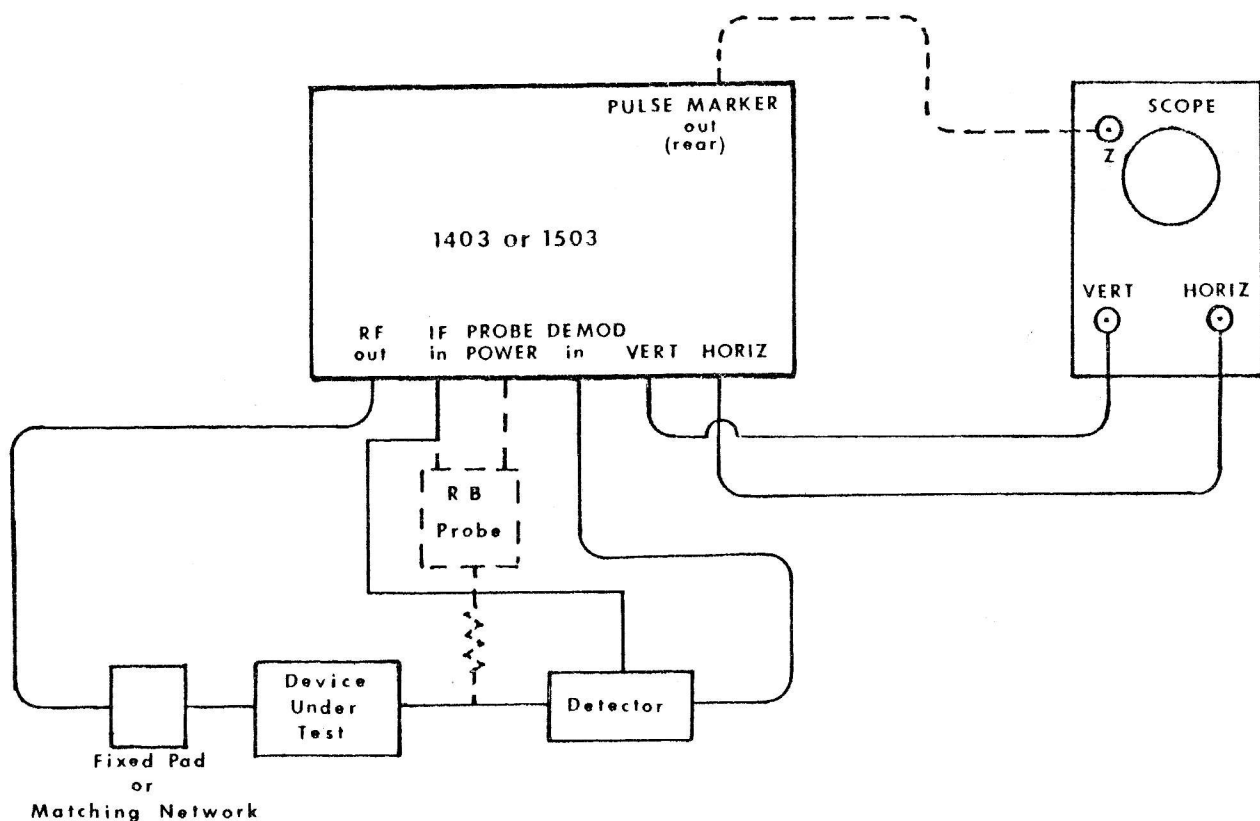 PULSE MARKER
out
(rear)
SCOPE
Z
1403 or 1503
VERT
HORIZ
RF
out
IF
in
PROBE
POWER
DEMOD
in
VERT
HORIZ
RB
Probe
Device
Under
Test
Detector
Fixed Pad
or
Matching Network